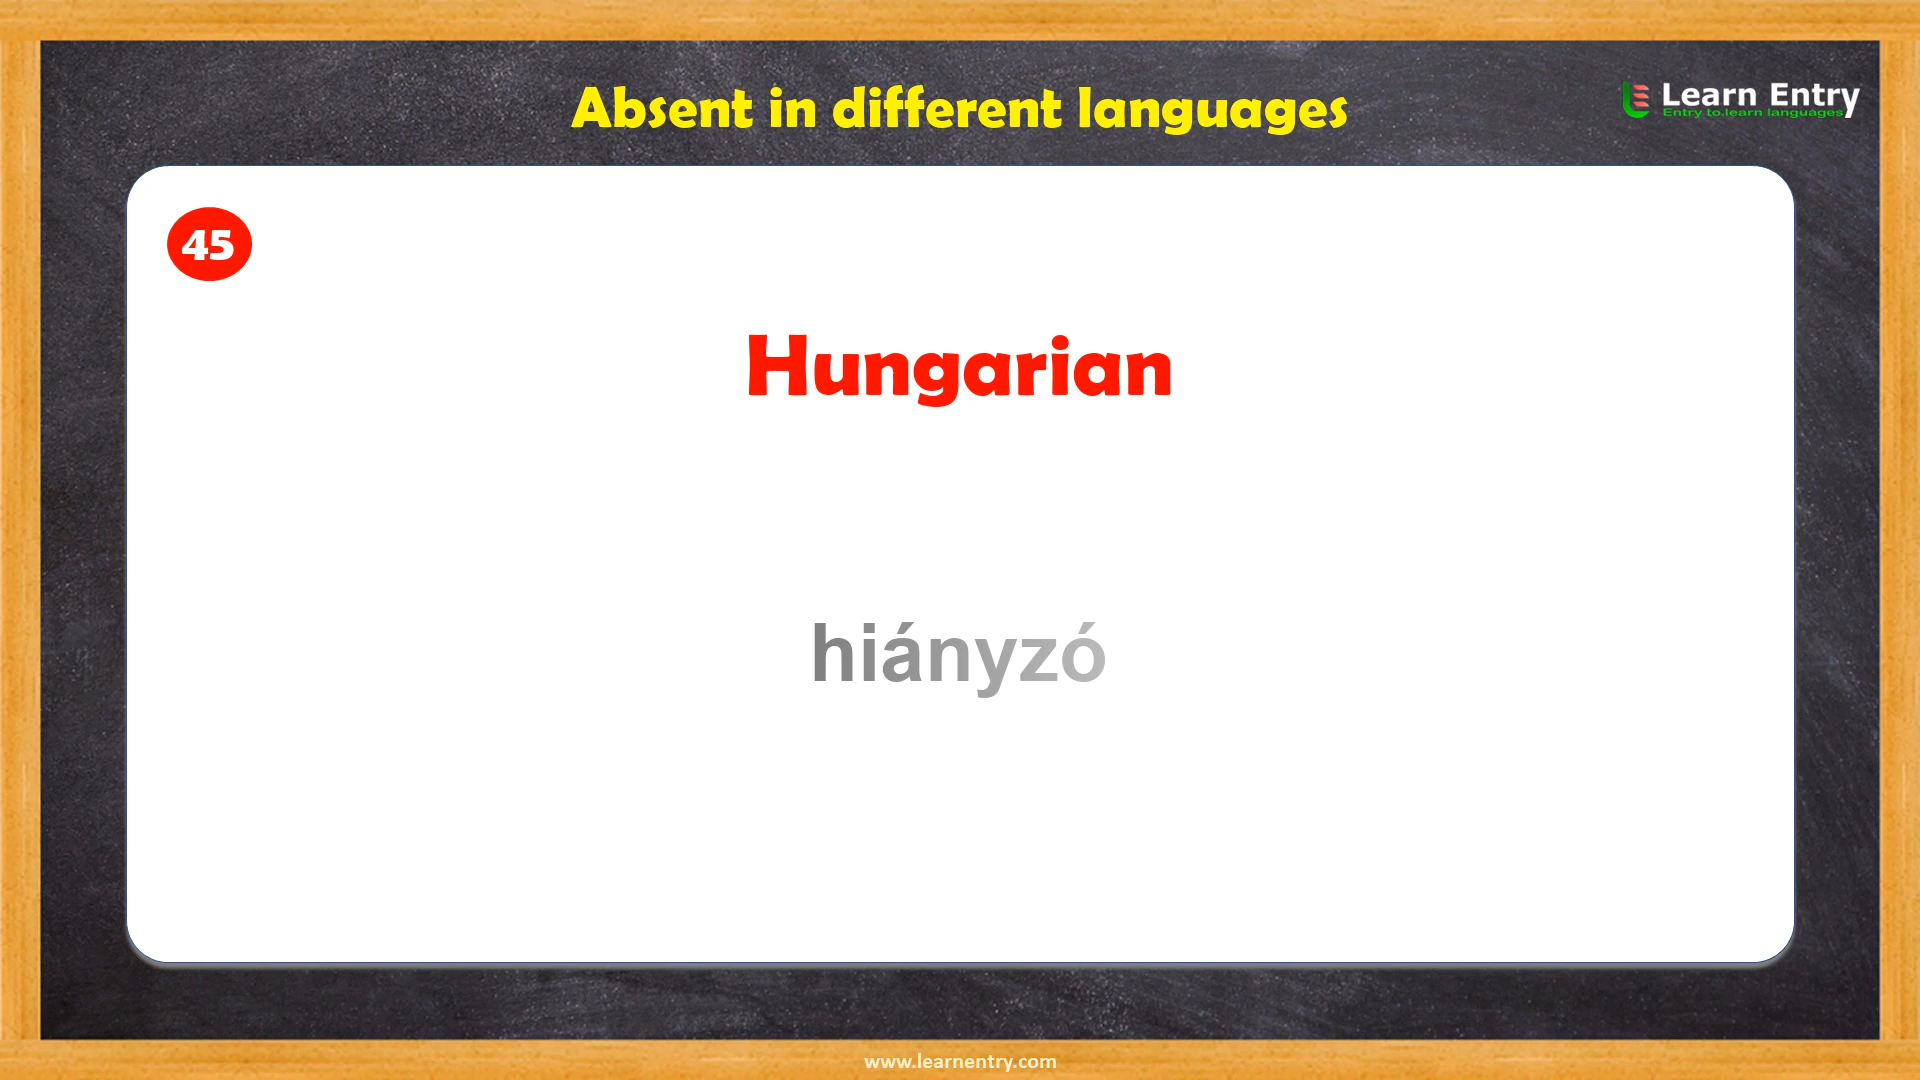 Absent in different languages
Learn Entry
Entry to learn languages
45
Hungarian
hiányzó
www.learnentry.com